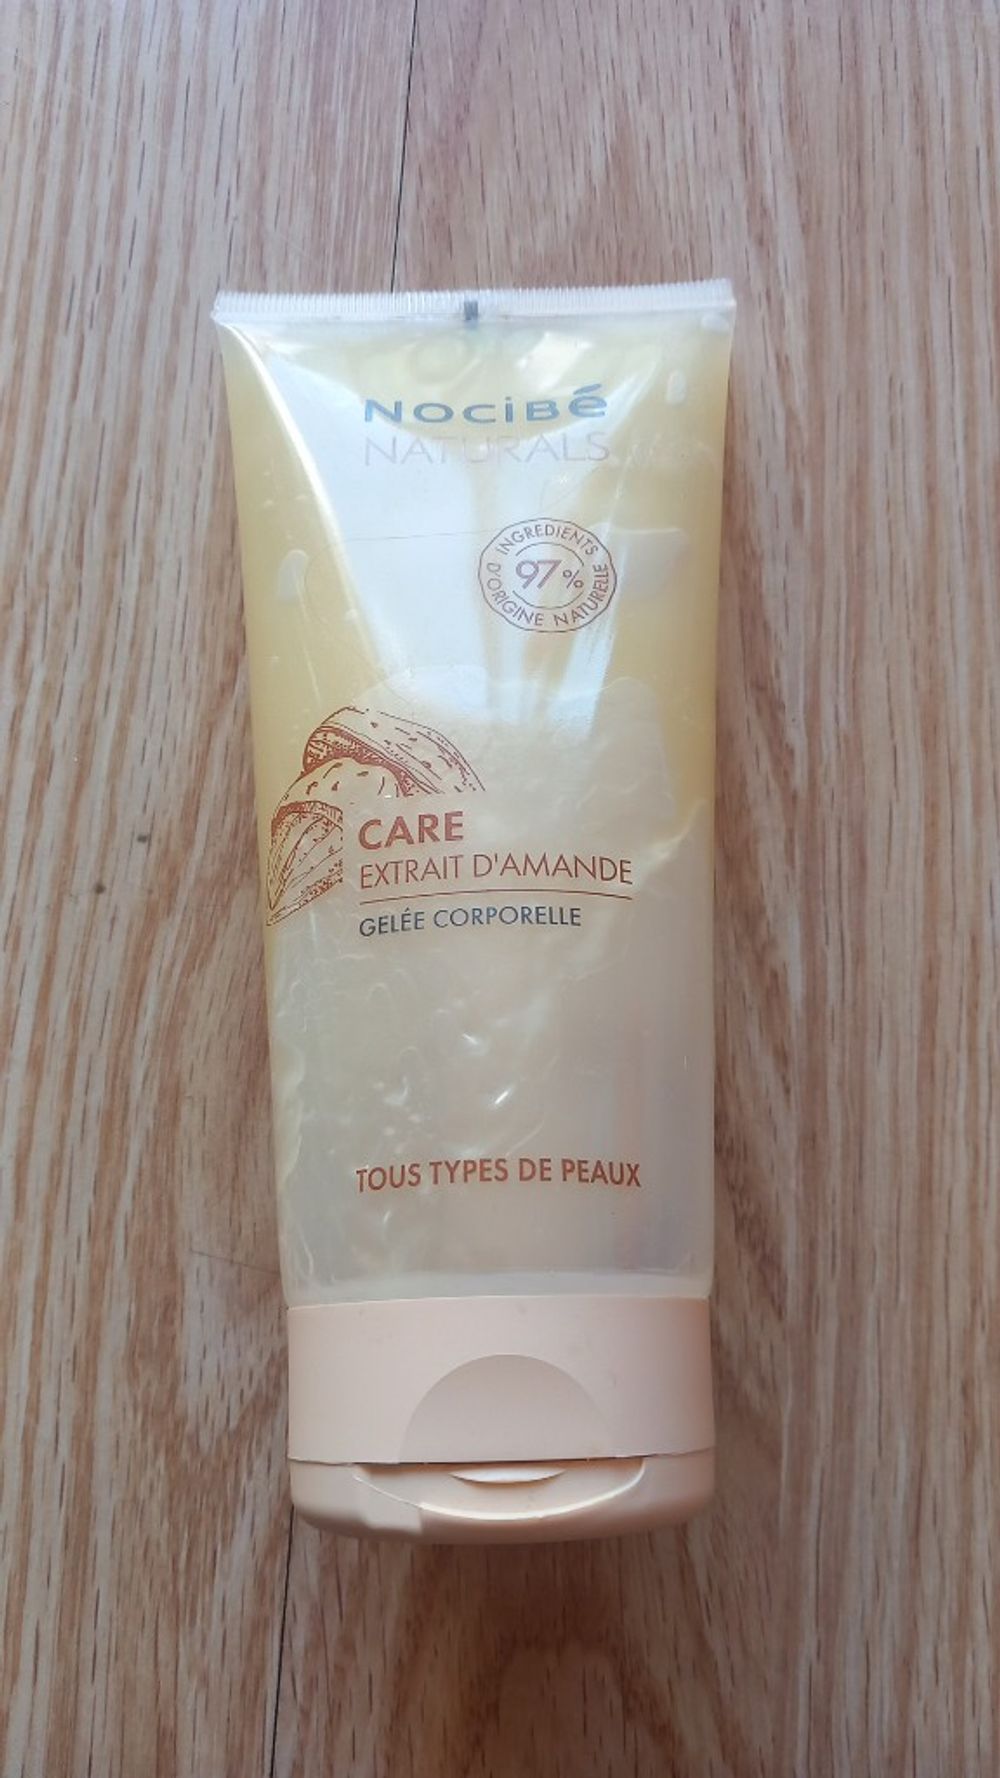 NOCiBé
NATURALS
INGREDIENTS
97%
D'ORIGINE NATURELLE
CARE
EXTRAIT D'AMANDE
GELÉE CORPORELLE
TOUS TYPES DE PEAUX